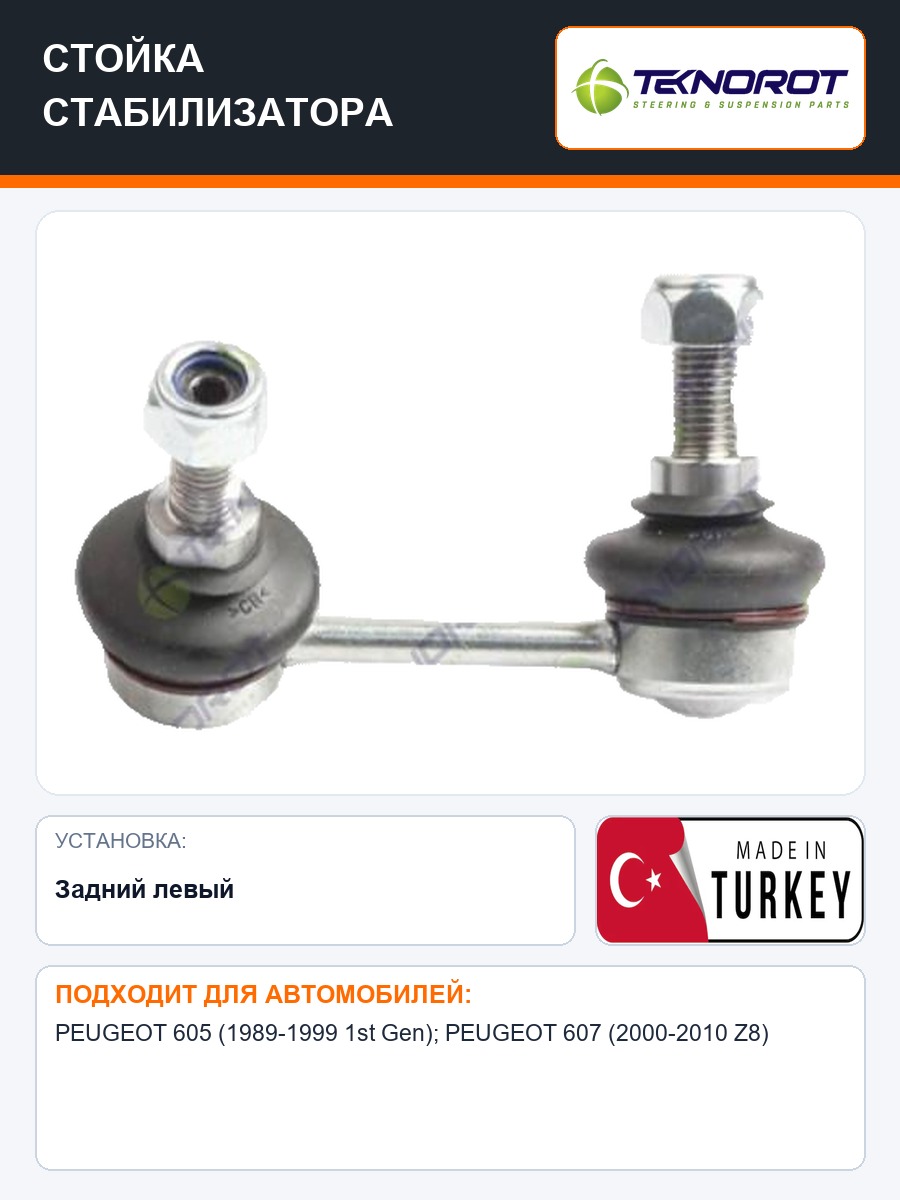 СТОЙКА
СТАБИЛИЗАТОРА
TEKNOROT
STEERING & SUSPENSION PARTS
>CR<
УСТАНОВКА:
Задний левый
MADE IN
TURKEY
ПОДХОДИТ ДЛЯ АВТОМОБИЛЕЙ:
PEUGEOT 605 (1989-1999 1st Gen); PEUGEOT 607 (2000-2010 Z8)